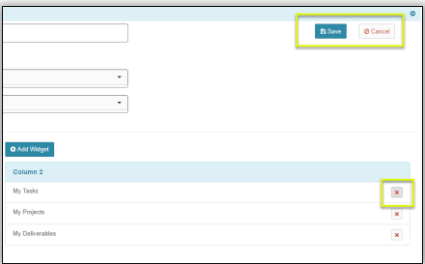 Save Cancel
Add Widget
Column 2
My Tasks
My Projects
My Deliverables